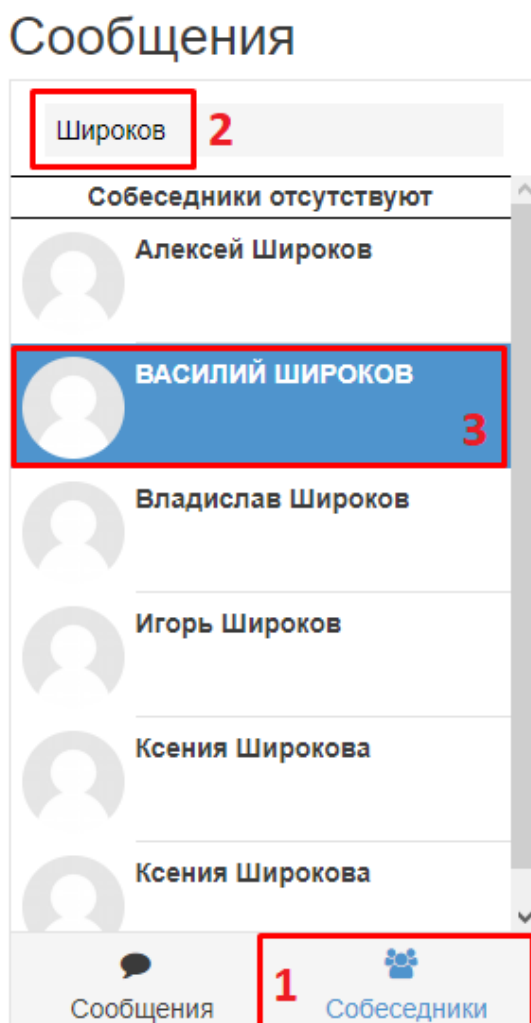 Сообщения
Широков 2
Собеседники отсутствуют
Алексей Широков
ВАСИЛИЙ ШИРОКОВ
3
Владислав Широков
Игорь Широков
Ксения Широкова
Ксения Широкова
1
Сообщения Собеседники